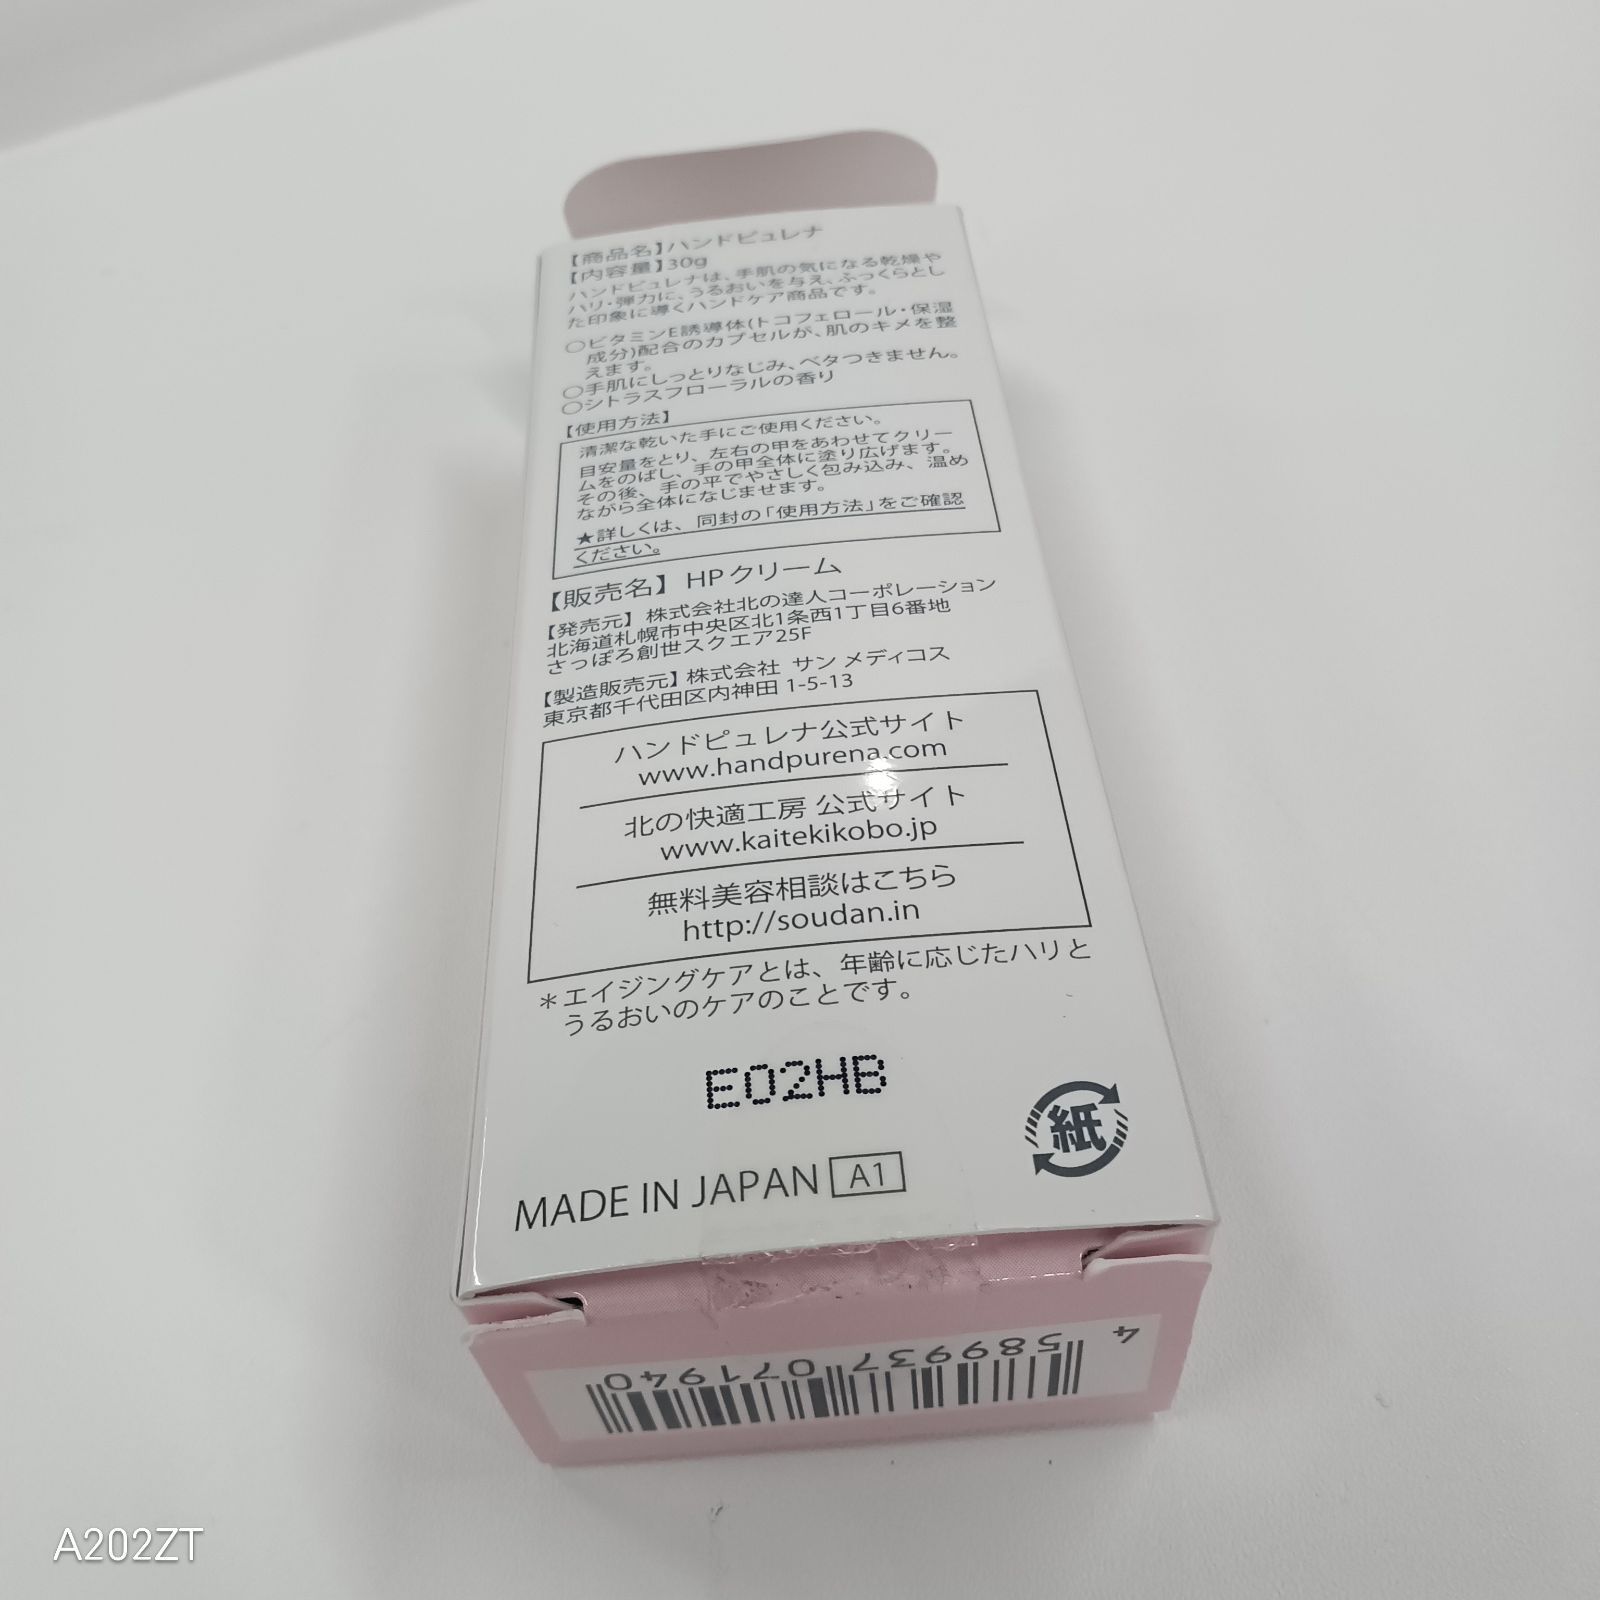 【商品名】ハンドピュレナ
【内容量】30g
ハンドピュレナは、手肌の気になる乾燥や
ハリ・弾力に、うるおいを与え、ふっくらとし
た印象に導くハンドケア商品です。
○ビタミンE誘導体(トコフェロール・保湿
成分)配合のカプセルが、肌のキメを整
えます。
○手肌にしっとりなじみ、ベタつきません。
○シトラスフローラルの香り
【使用方法】
清潔な乾いた手にご使用ください。
目安量をとり、左右の甲をあわせてクリー
ムをのばし、手の甲全体に塗り広げます。
その後、手の平でやさしく包み込み、温め
ながら全体になじませます。
★詳しくは、同封の「使用方法」をご確認
ください。
【販売名】HPクリーム
【発売元】株式会社北の達人コーポレーション
北海道札幌市中央区北1条西1丁目6番地
さっぽろ創世スクエア25F
【製造販売元】株式会社 サン メディコス
東京都千代田区内神田 1-5-13
ハンドピュレナ公式サイト
www.handpurena.com
北の快適工房 公式サイト
www.kaitekikobo.jp
無料美容相談はこちら
http://soudan.in
＊エイジングケアとは、年齢に応じたハリと
うるおいのケアのことです。
E02HB
紙
MADE IN JAPAN A1
4 589937 071940
A202ZT